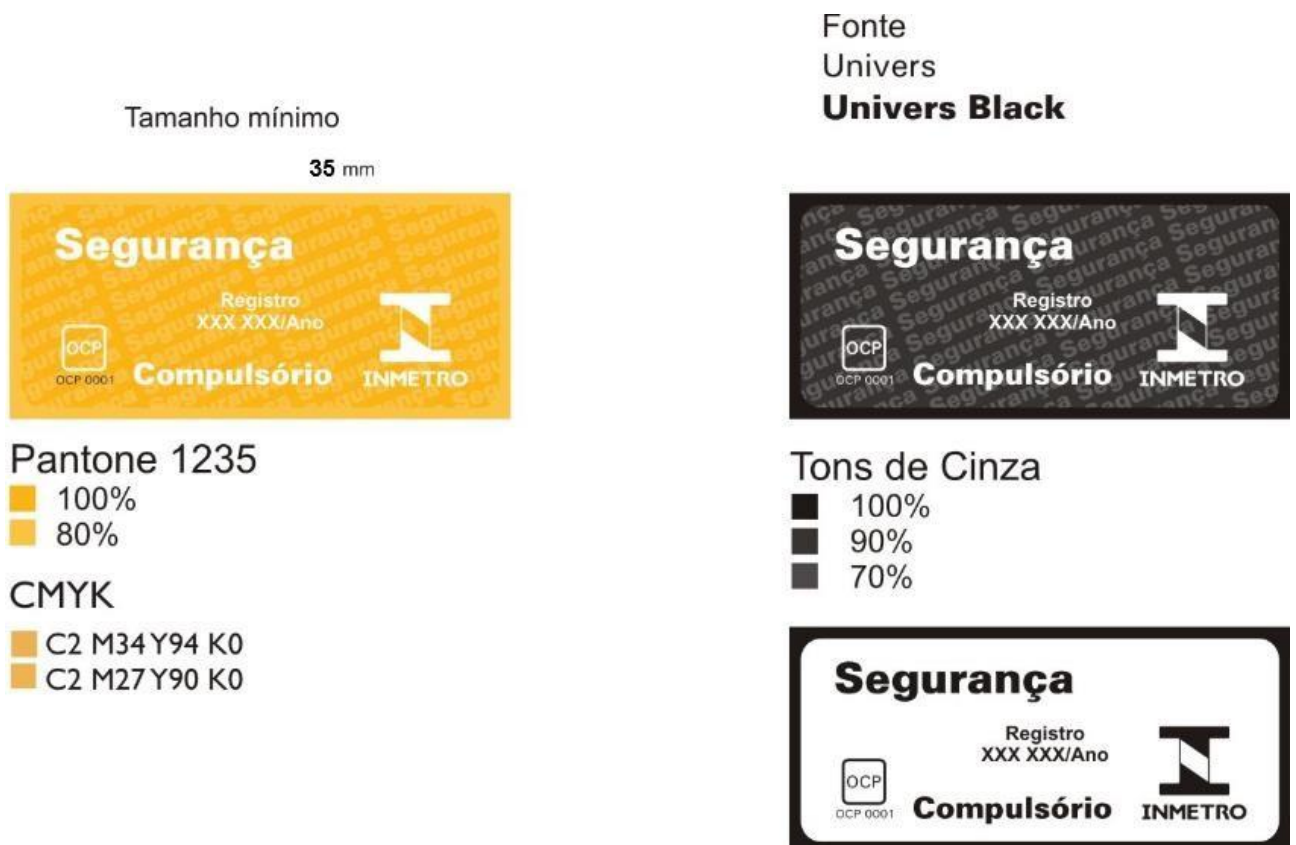 Fonte
Univers
Univers Black
Tamanho mínimo
35 mm
Segurança
Registro
XXX XXX/Ano
OCP
OCP 0001
Compulsório
INMETRO
Pantone 1235
100%
80%
CMYK
C2 M34 Y94 K0
C2 M27 Y90 K0
Segurança
Registro
XXX XXX/Ano
OCP
OCP 0001
Compulsório
INMETRO
Tons de Cinza
100%
90%
70%
Segurança
Registro
XXX XXX/Ano
OCP
OCP 0001
Compulsório
INMETRO